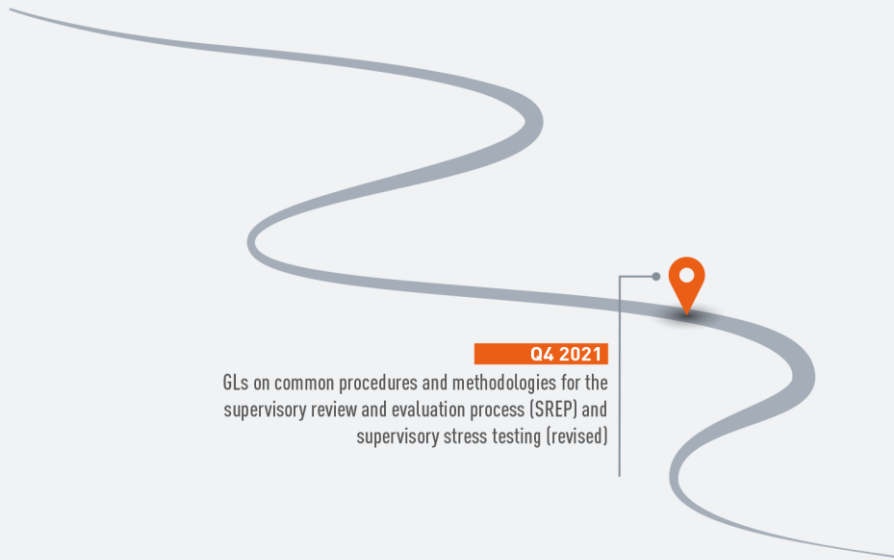 Q4 2021
GLs on common procedures and methodologies for the
supervisory review and evaluation process (SREP) and
supervisory stress testing (revised)